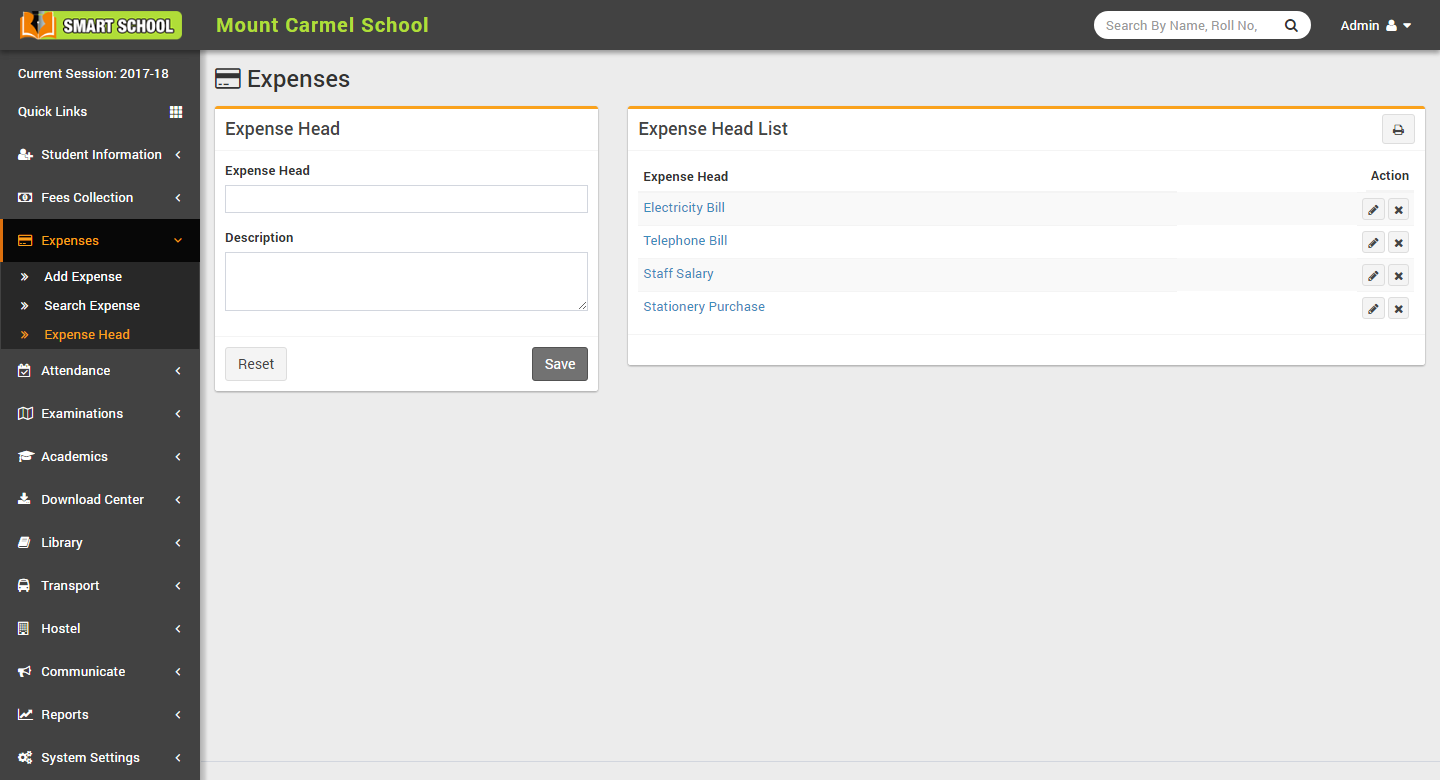 SMART SCHOOL
Mount Carmel School
Search By Name, Roll No,
Admin
Current Session: 2017-18
Quick Links
Student Information
Fees Collection
Expenses
Add Expense
Search Expense
Expense Head
Attendance
Examinations
Academics
Download Center
Library
Transport
Hostel
Communicate
Reports
System Settings
Expenses
Expense Head
Expense Head
Description
Reset
Save
Expense Head List
Expense Head
Action
Electricity Bill
Telephone Bill
Staff Salary
Stationery Purchase